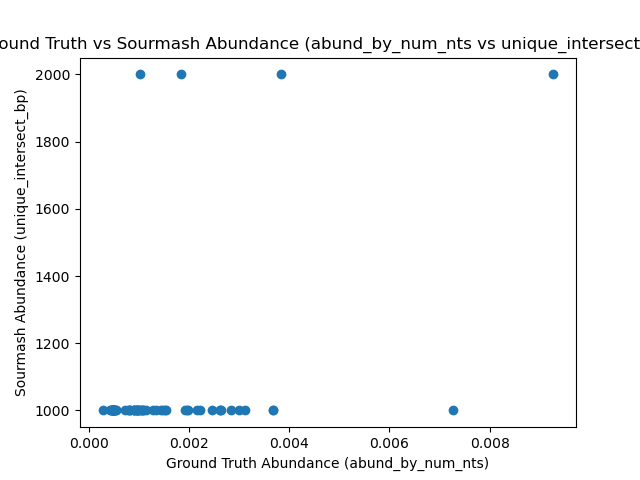 ound Truth vs Sourmash Abundance (abund_by_num_nts vs unique_intersect
2000
1800
1600
1400
1200
1000
Sourmash Abundance (unique_intersect_bp)
0.000 0.002 0.004 0.006 0.008
Ground Truth Abundance (abund_by_num_nts)